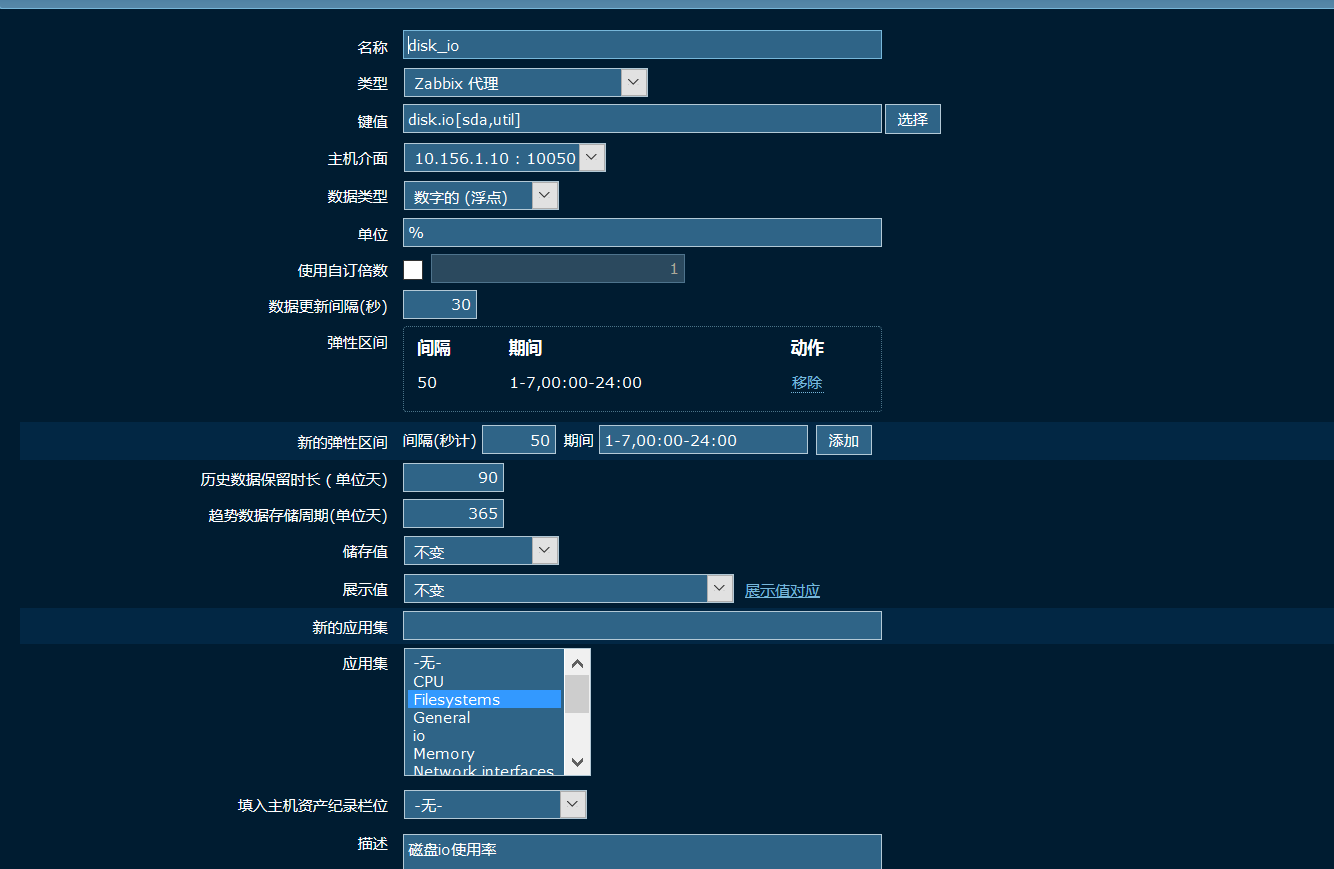 名称 disk_io
类型 Zabbix 代理
键值 disk.io[sda,util] 选择
主机介面 10.156.1.10 : 10050
数据类型 数字的 (浮点)
单位 %
使用自订倍数 1
数据更新间隔(秒) 30
弹性区间 间隔 期间 动作
50 1-7,00:00-24:00 移除
新的弹性区间 间隔(秒计) 50 期间 1-7,00:00-24:00 添加
历史数据保留时长 ( 单位天) 90
趋势数据存储周期(单位天) 365
储存值 不变
展示值 不变 展示值对应
新的应用集
应用集 -无-
CPU
Filesystems
General
io
Memory
Network interfaces
填入主机资产纪录栏位 -无-
描述 磁盘io使用率